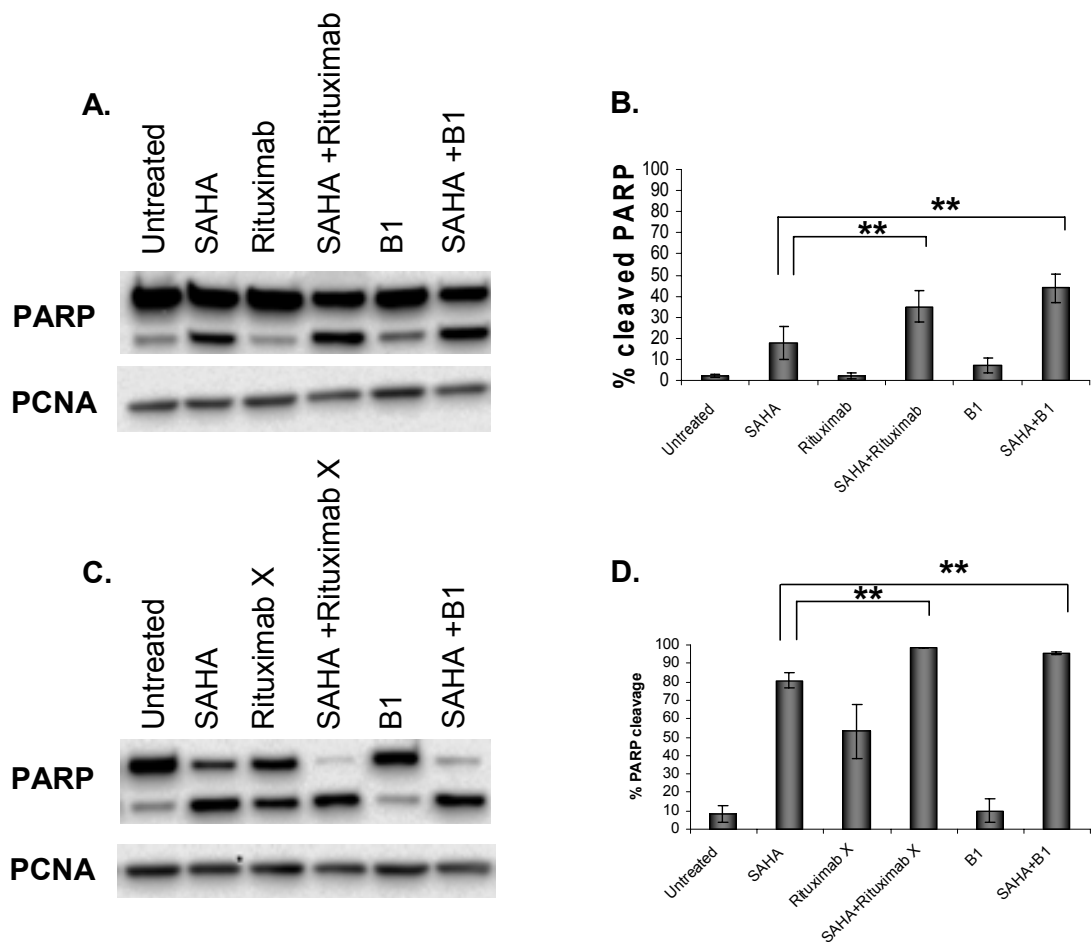 A.
Untreated
SAHA
Rituximab
SAHA +Rituximab
B1
SAHA +B1
PARP
PCNA
B.
% cleaved PARP
100
90
80
70
60
50
40
30
20
10
0
**
**
Untreated
SAHA
Rituximab
SAHA+Rituximab
B1
SAHA+B1
C.
Untreated
SAHA
Rituximab X
SAHA +Rituximab X
B1
SAHA +B1
PARP
PCNA
D.
% PARP cleavage
100
90
80
70
60
50
40
30
20
10
0
**
**
Untreated
SAHA
Rituximab X
SAHA+Rituximab X
B1
SAHA+B1